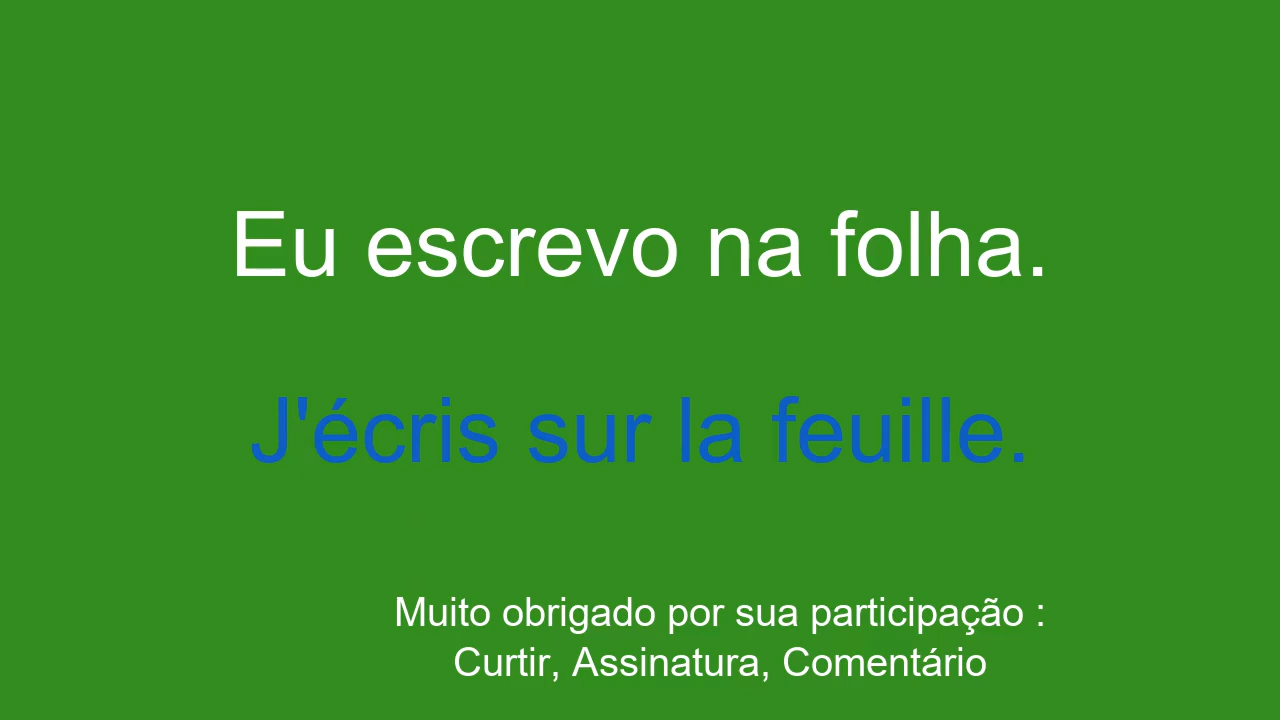 Eu escrevo na folha.
J'écris sur la feuille.
Muito obrigado por sua participação :
Curtir, Assinatura, Comentário